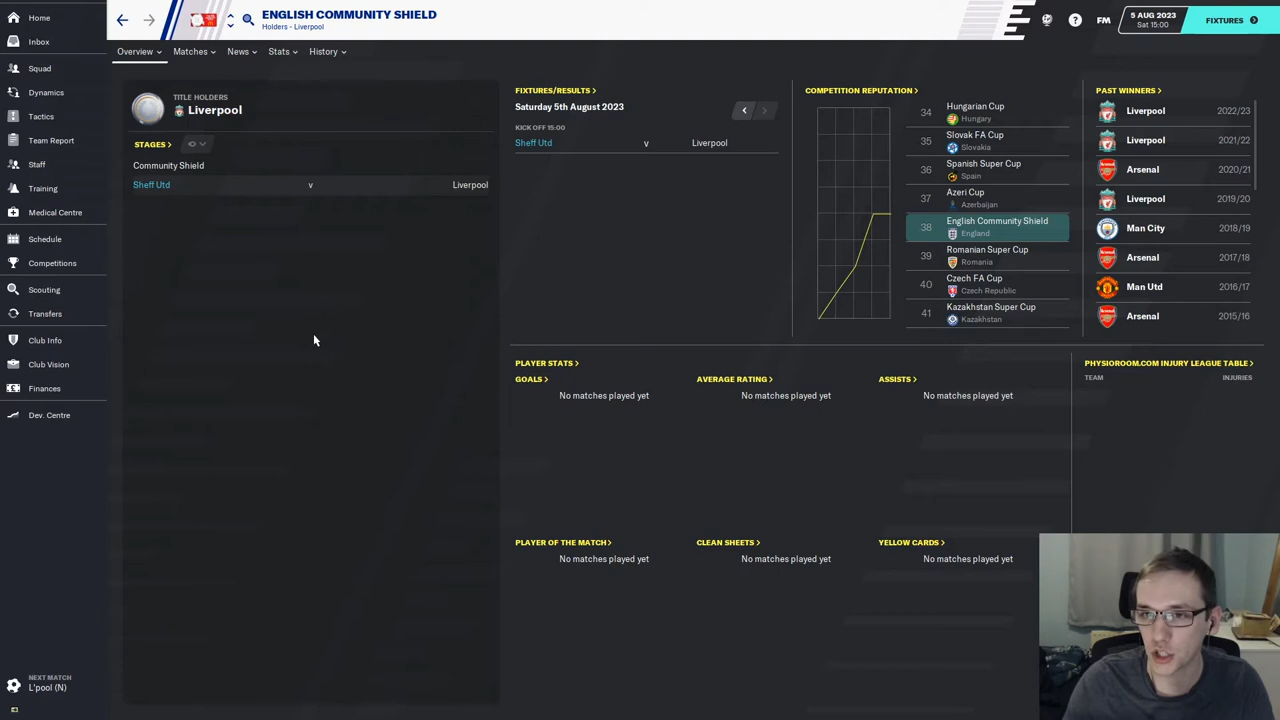 Home
Inbox
Squad
Dynamics
Tactics
Team Report
Staff
Training
Medical Centre
Schedule
Competitions
Scouting
Transfers
Club Info
Club Vision
Finances
Dev. Centre
NEXT MATCH
L'pool (N)
ENGLISH COMMUNITY SHIELD
Holders - Liverpool
? FM
5 AUG 2023
Sat 15:00
FIXTURES
Overview Matches News Stats History
TITLE HOLDERS
Liverpool
STAGES
Community Shield
Sheff Utd v Liverpool
FIXTURES/RESULTS
Saturday 5th August 2023
KICK OFF 15:00
Sheff Utd v Liverpool
COMPETITION REPUTATION
34 Hungarian Cup
Hungary
35 Slovak FA Cup
Slovakia
36 Spanish Super Cup
Spain
37 Azeri Cup
Azerbaijan
38 English Community Shield
England
39 Romanian Super Cup
Romania
40 Czech FA Cup
Czech Republic
41 Kazakhstan Super Cup
Kazakhstan
PAST WINNERS
Liverpool 2022/23
Liverpool 2021/22
Arsenal 2020/21
Liverpool 2019/20
Man City 2018/19
Arsenal 2017/18
Man Utd 2016/17
Arsenal 2015/16
PLAYER STATS
GOALS
No matches played yet
AVERAGE RATING
No matches played yet
ASSISTS
No matches played yet
PLAYER OF THE MATCH
No matches played yet
CLEAN SHEETS
No matches played yet
YELLOW CARDS
No matches played yet
PHYSIOROOM.COM INJURY LEAGUE TABLE
TEAM INJURIES